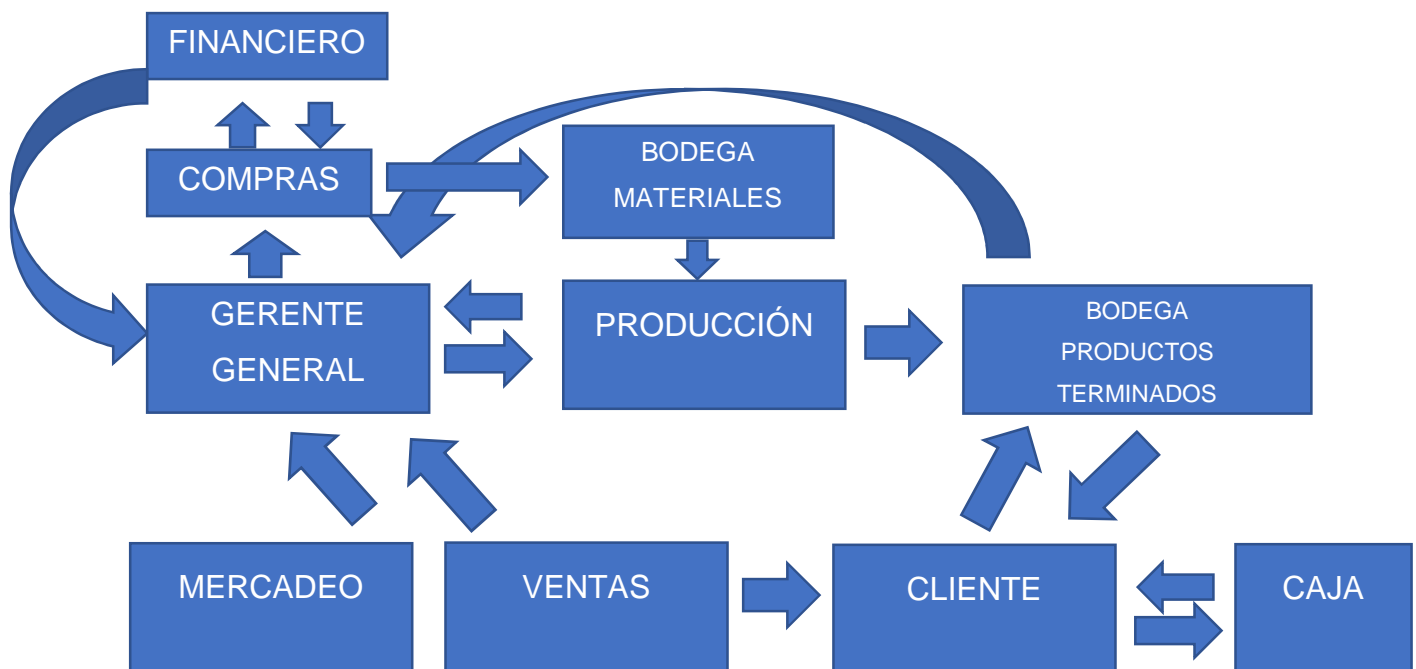 FINANCIERO
COMPRAS
BODEGA
MATERIALES
GERENTE
GENERAL
PRODUCCIÓN
BODEGA
PRODUCTOS
TERMINADOS
MERCADEO
VENTAS
CLIENTE
CAJA